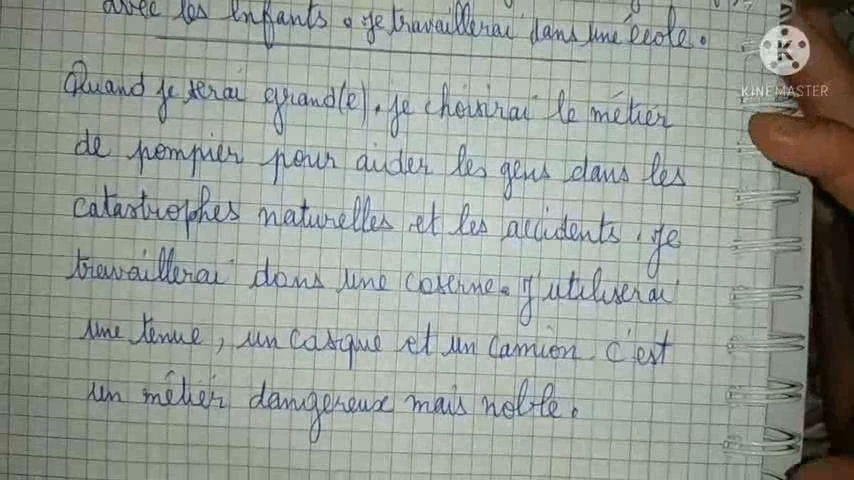 avec les enfants. je travaillerai dans une école.
K
KINEMASTER
Quand je serai grand(e). je choisirai le métier
de pompier pour aider les gens dans les
catastrophes naturelles et les accidents. je
travaillerai dans une caserne. j'utiliserai
une tenue, un casque et un camion. c'est
un métier dangereux mais noble.